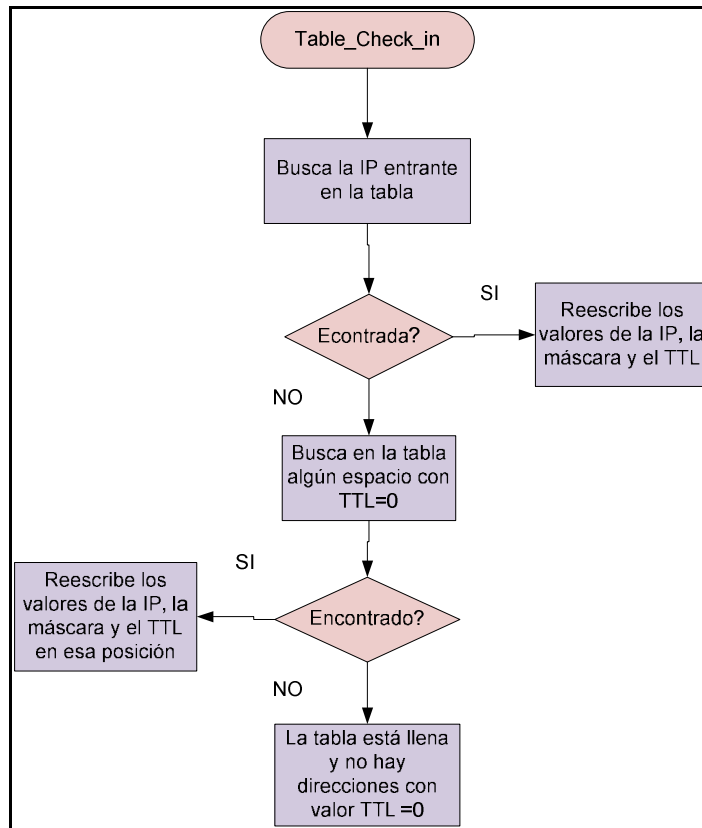 Table_Check_in
Busca la IP entrante
en la tabla
SI
Econtrada?
Reescribe los
valores de la IP, la
máscara y el TTL
NO
Busca en la tabla
algún espacio con
TTL=0
SI
Reescribe los
valores de la IP, la
máscara y el TTL
en esa posición
Encontrado?
NO
La tabla está llena
y no hay
direcciones con
valor TTL =0